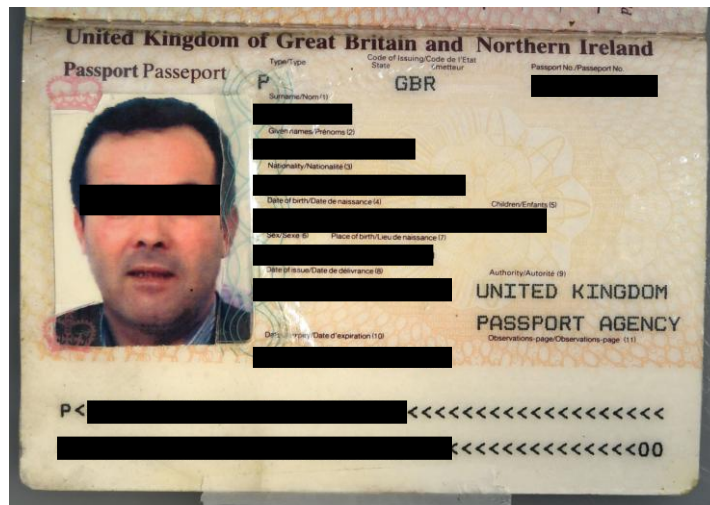 United Kingdom of Great Britain and Northern Ireland
Passport Passeport
Type/Type
Code of Issuing/Code de l'Etat
State
Passport No./Passeport No.
P
GBR
Surname/Nom (1)
Given names/Prénoms (2)
Nationality/Nationalité (3)
Date of birth/Date de naissance (4)
Children/Enfants (5)
Sex/Sexe (6) Place of birth/Lieu de naissance (7)
Date of issue/Date de délivrance (8)
Authority/Autorité (9)
UNITED KINGDOM
PASSPORT AGENCY
/Date d'expiration (10)
Observations-page/Observations-page (11)
P<<<<<<<<<<<<<<<<<<<<
<<<<<<<<<<<<<<00